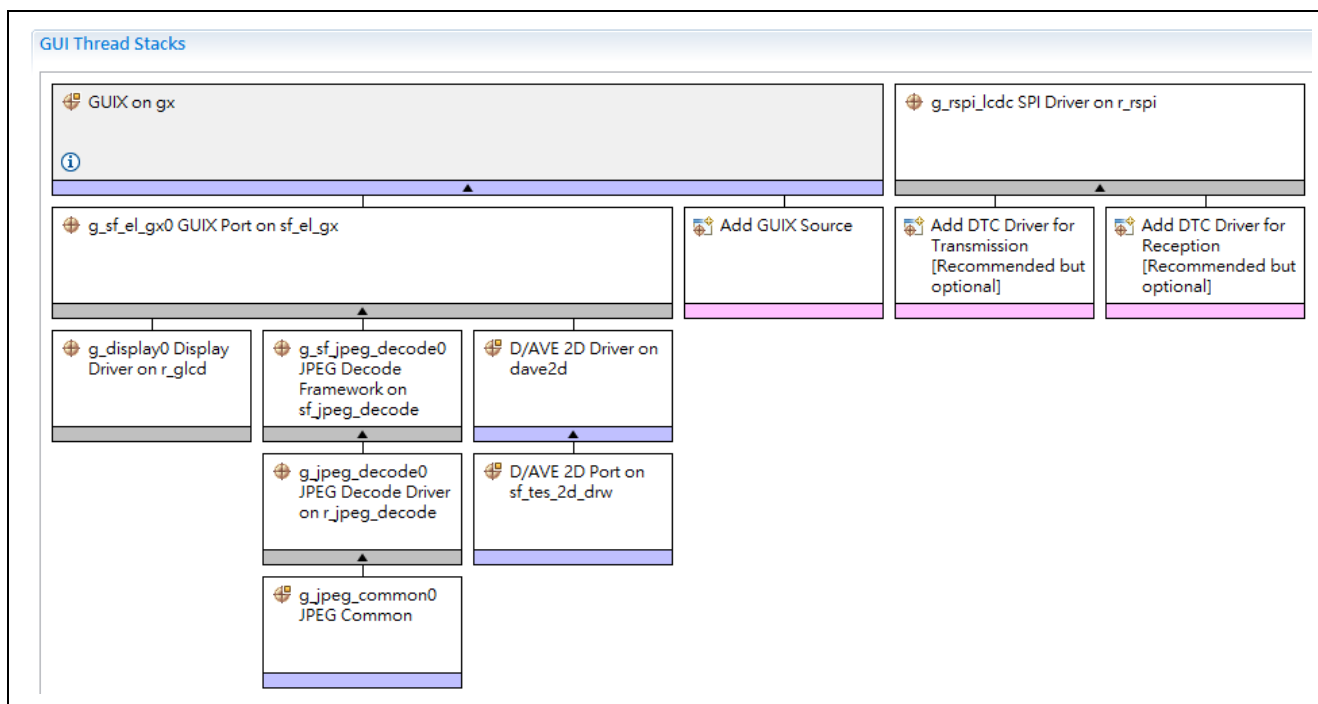 GUI Thread Stacks
GUIX on gx
g_rspi_lcdc SPI Driver on r_rspi
g_sf_el_gx0 GUIX Port on sf_el_gx
Add GUIX Source
Add DTC Driver for
Transmission
[Recommended but
optional]
Add DTC Driver for
Reception
[Recommended but
optional]
g_display0 Display
Driver on r_glcd
g_sf_jpeg_decode0
JPEG Decode
Framework on
sf_jpeg_decode
D/AVE 2D Driver on
dave2d
g_jpeg_decode0
JPEG Decode Driver
on r_jpeg_decode
D/AVE 2D Port on
sf_tes_2d_drw
g_jpeg_common0
JPEG Common